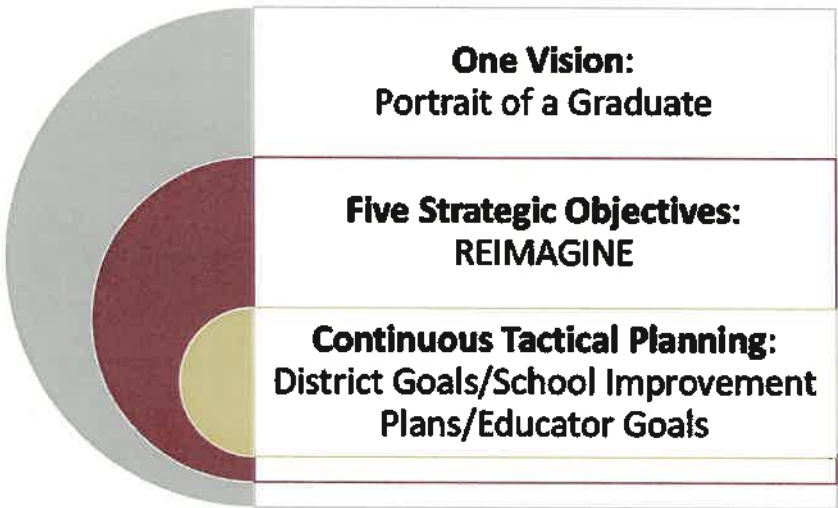 One Vision:
Portrait of a Graduate
Five Strategic Objectives:
REIMAGINE
Continuous Tactical Planning:
District Goals/School Improvement
Plans/Educator Goals